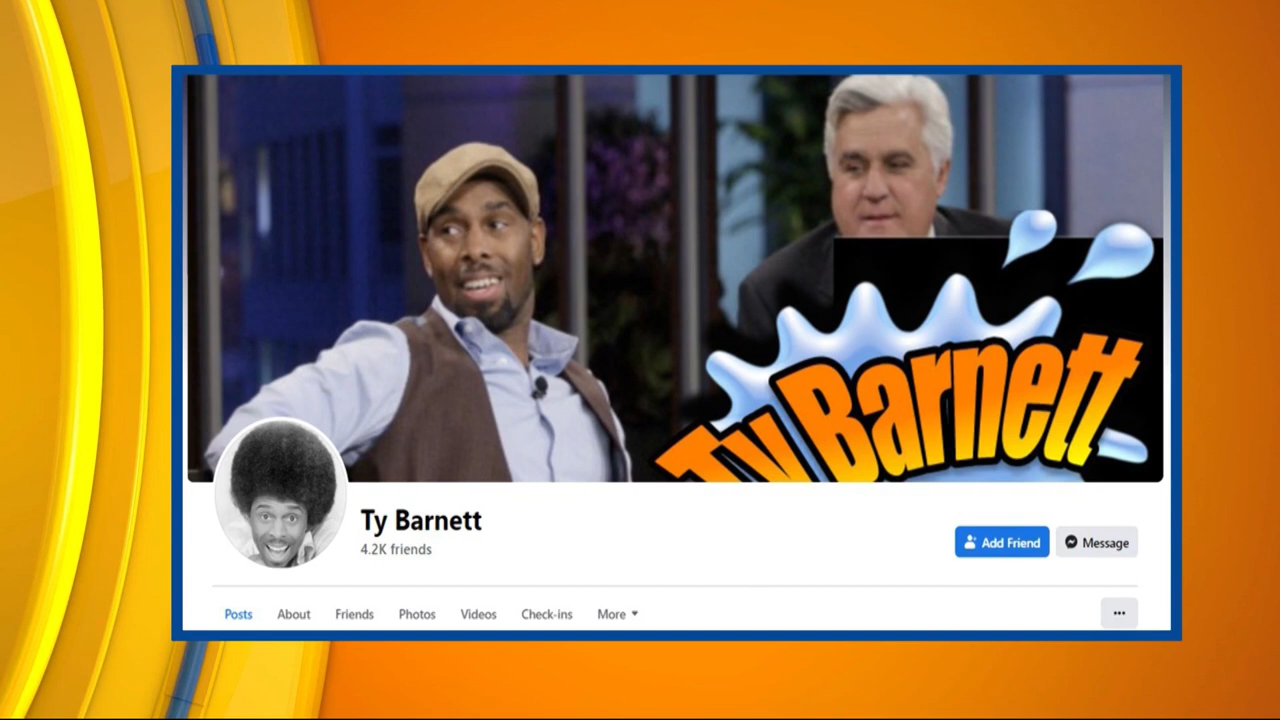 Ty Barnett
Ty Barnett
4.2K friends
Add Friend
Message
Posts
About
Friends
Photos
Videos
Check-ins
More